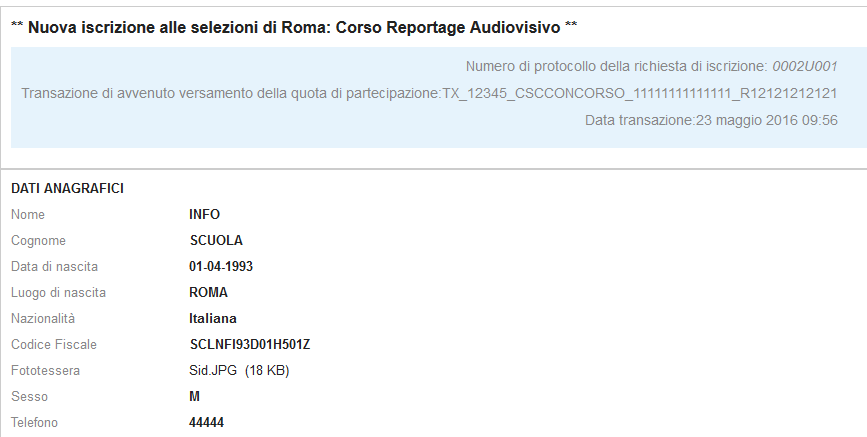 ** Nuova iscrizione alle selezioni di Roma: Corso Reportage Audiovisivo **
Numero di protocollo della richiesta di iscrizione: 0002U001
Transazione di avvenuto versamento della quota di partecipazione:TX_12345_CSCCONCORSO_11111111111111_R12121212121
Data transazione:23 maggio 2016 09:56
DATI ANAGRAFICI
Nome INFO
Cognome SCUOLA
Data di nascita 01-04-1993
Luogo di nascita ROMA
Nazionalità Italiana
Codice Fiscale SCLNFI93D01H501Z
Fototessera Sid.JPG (18 KB)
Sesso M
Telefono 44444